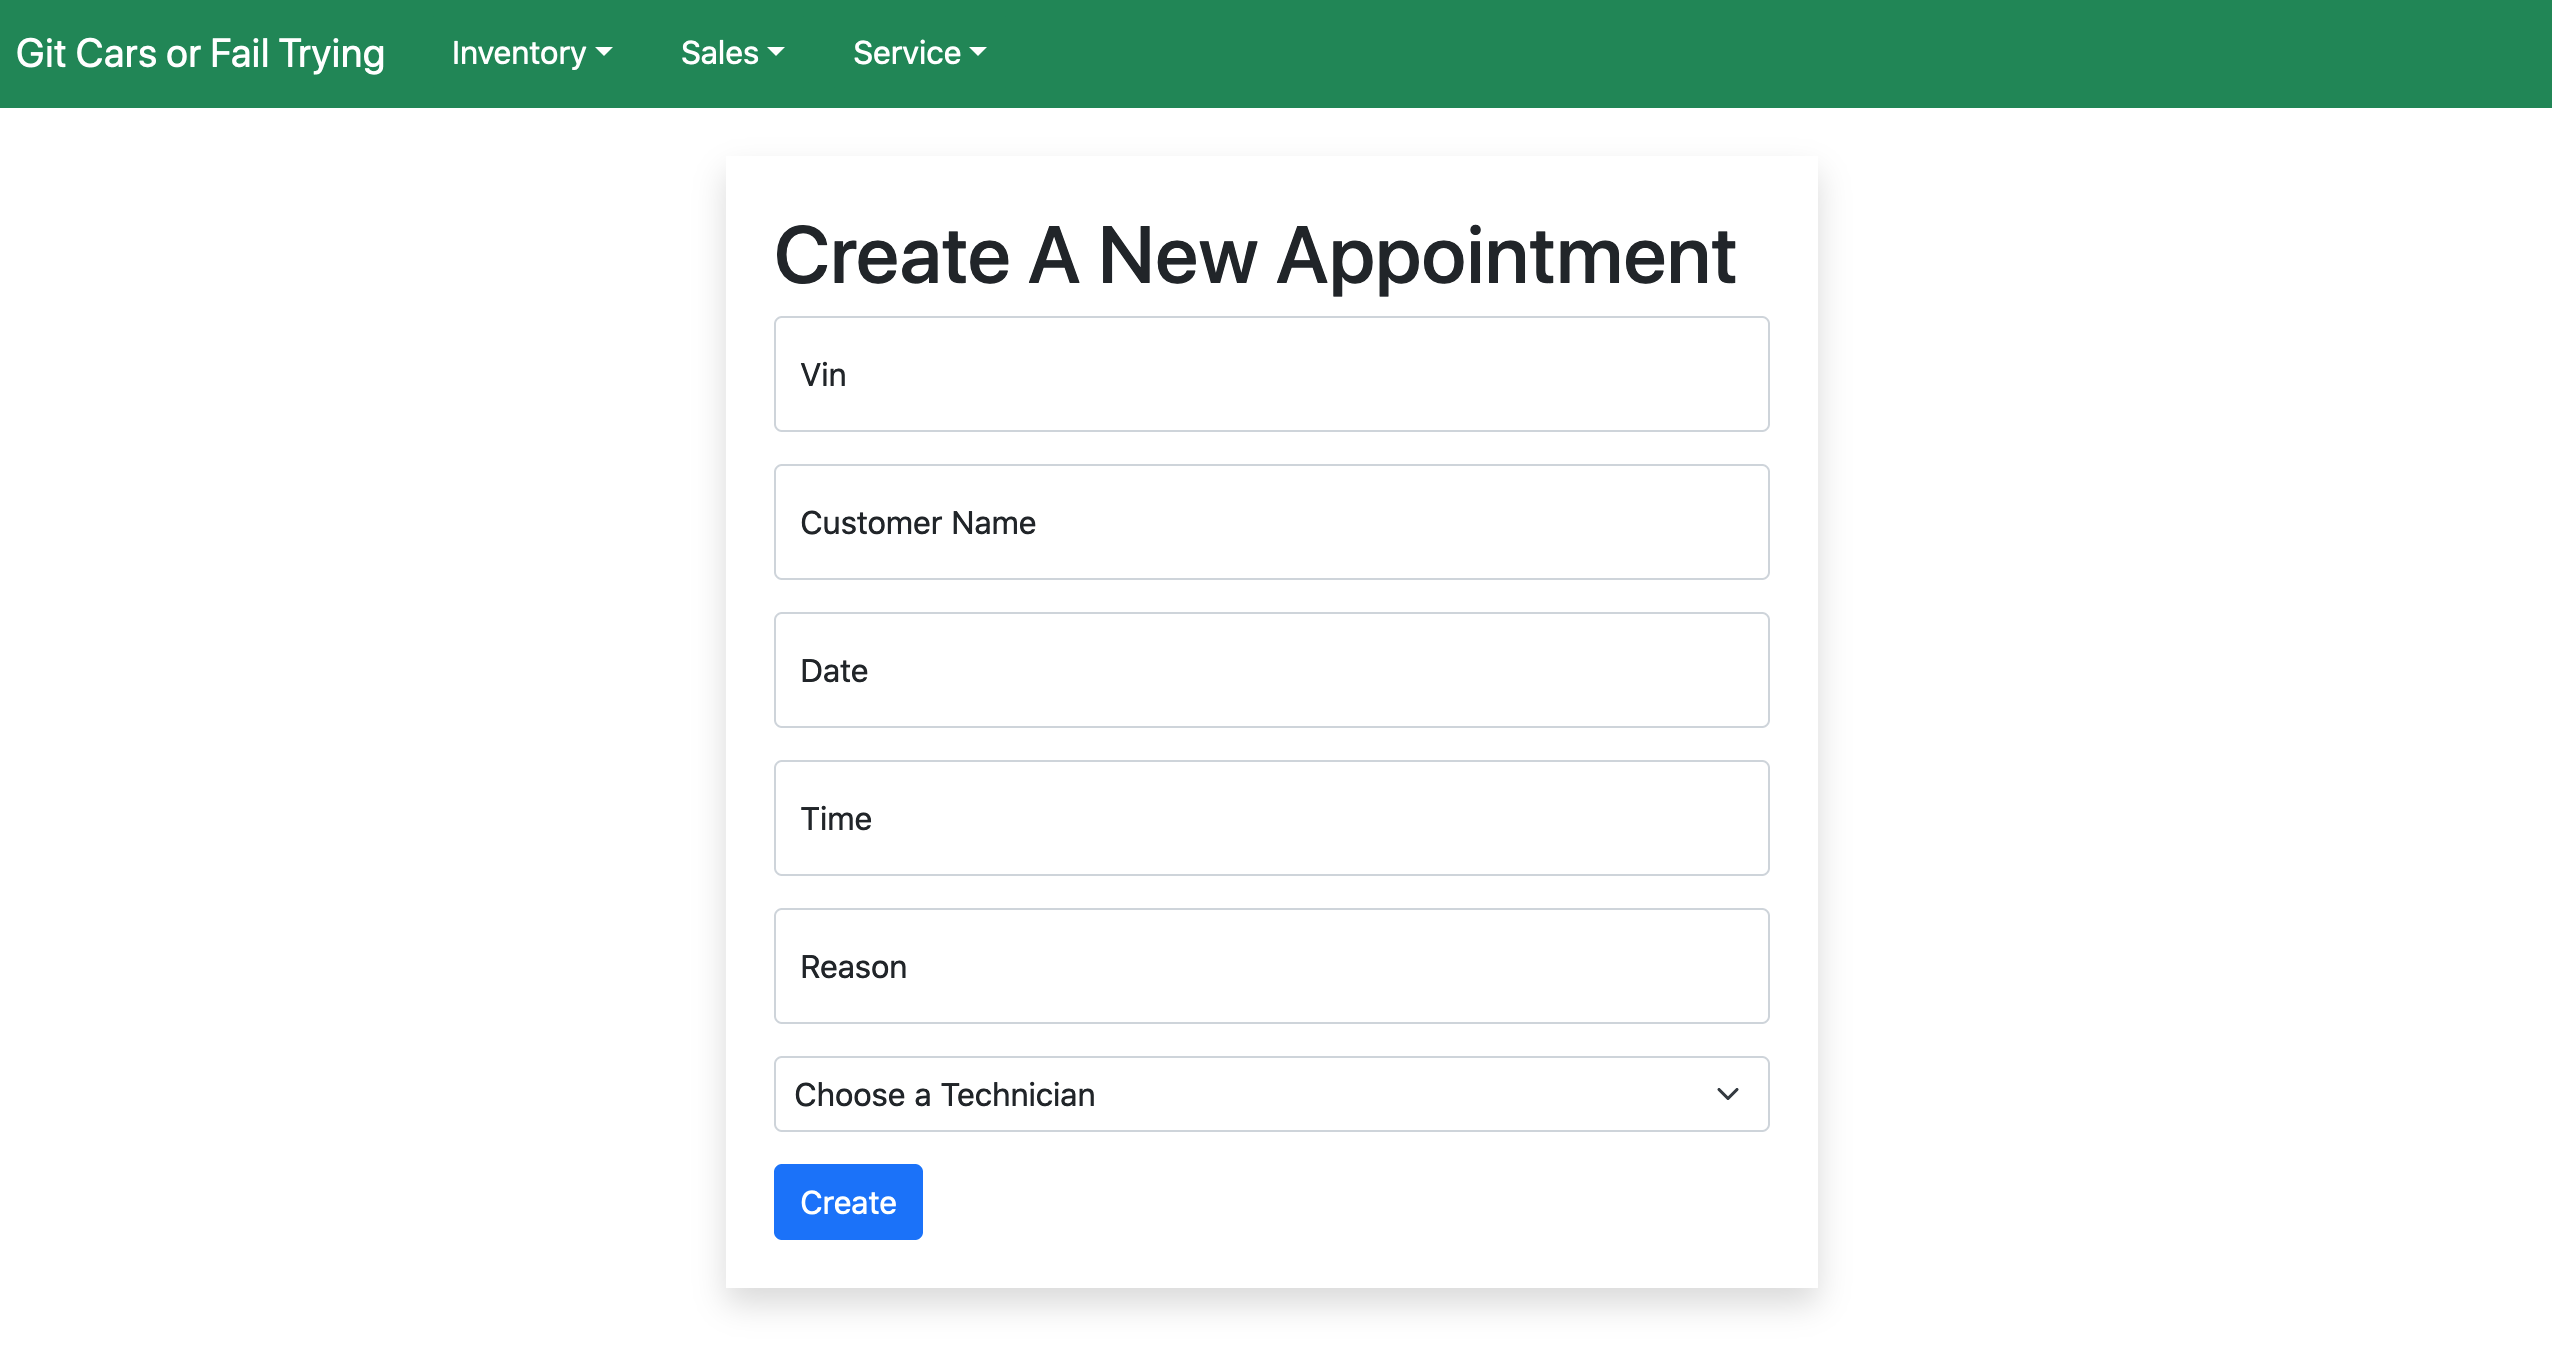 Git Cars or Fail Trying Inventory Sales Service
Create A New Appointment
Vin
Customer Name
Date
Time
Reason
Choose a Technician
Create